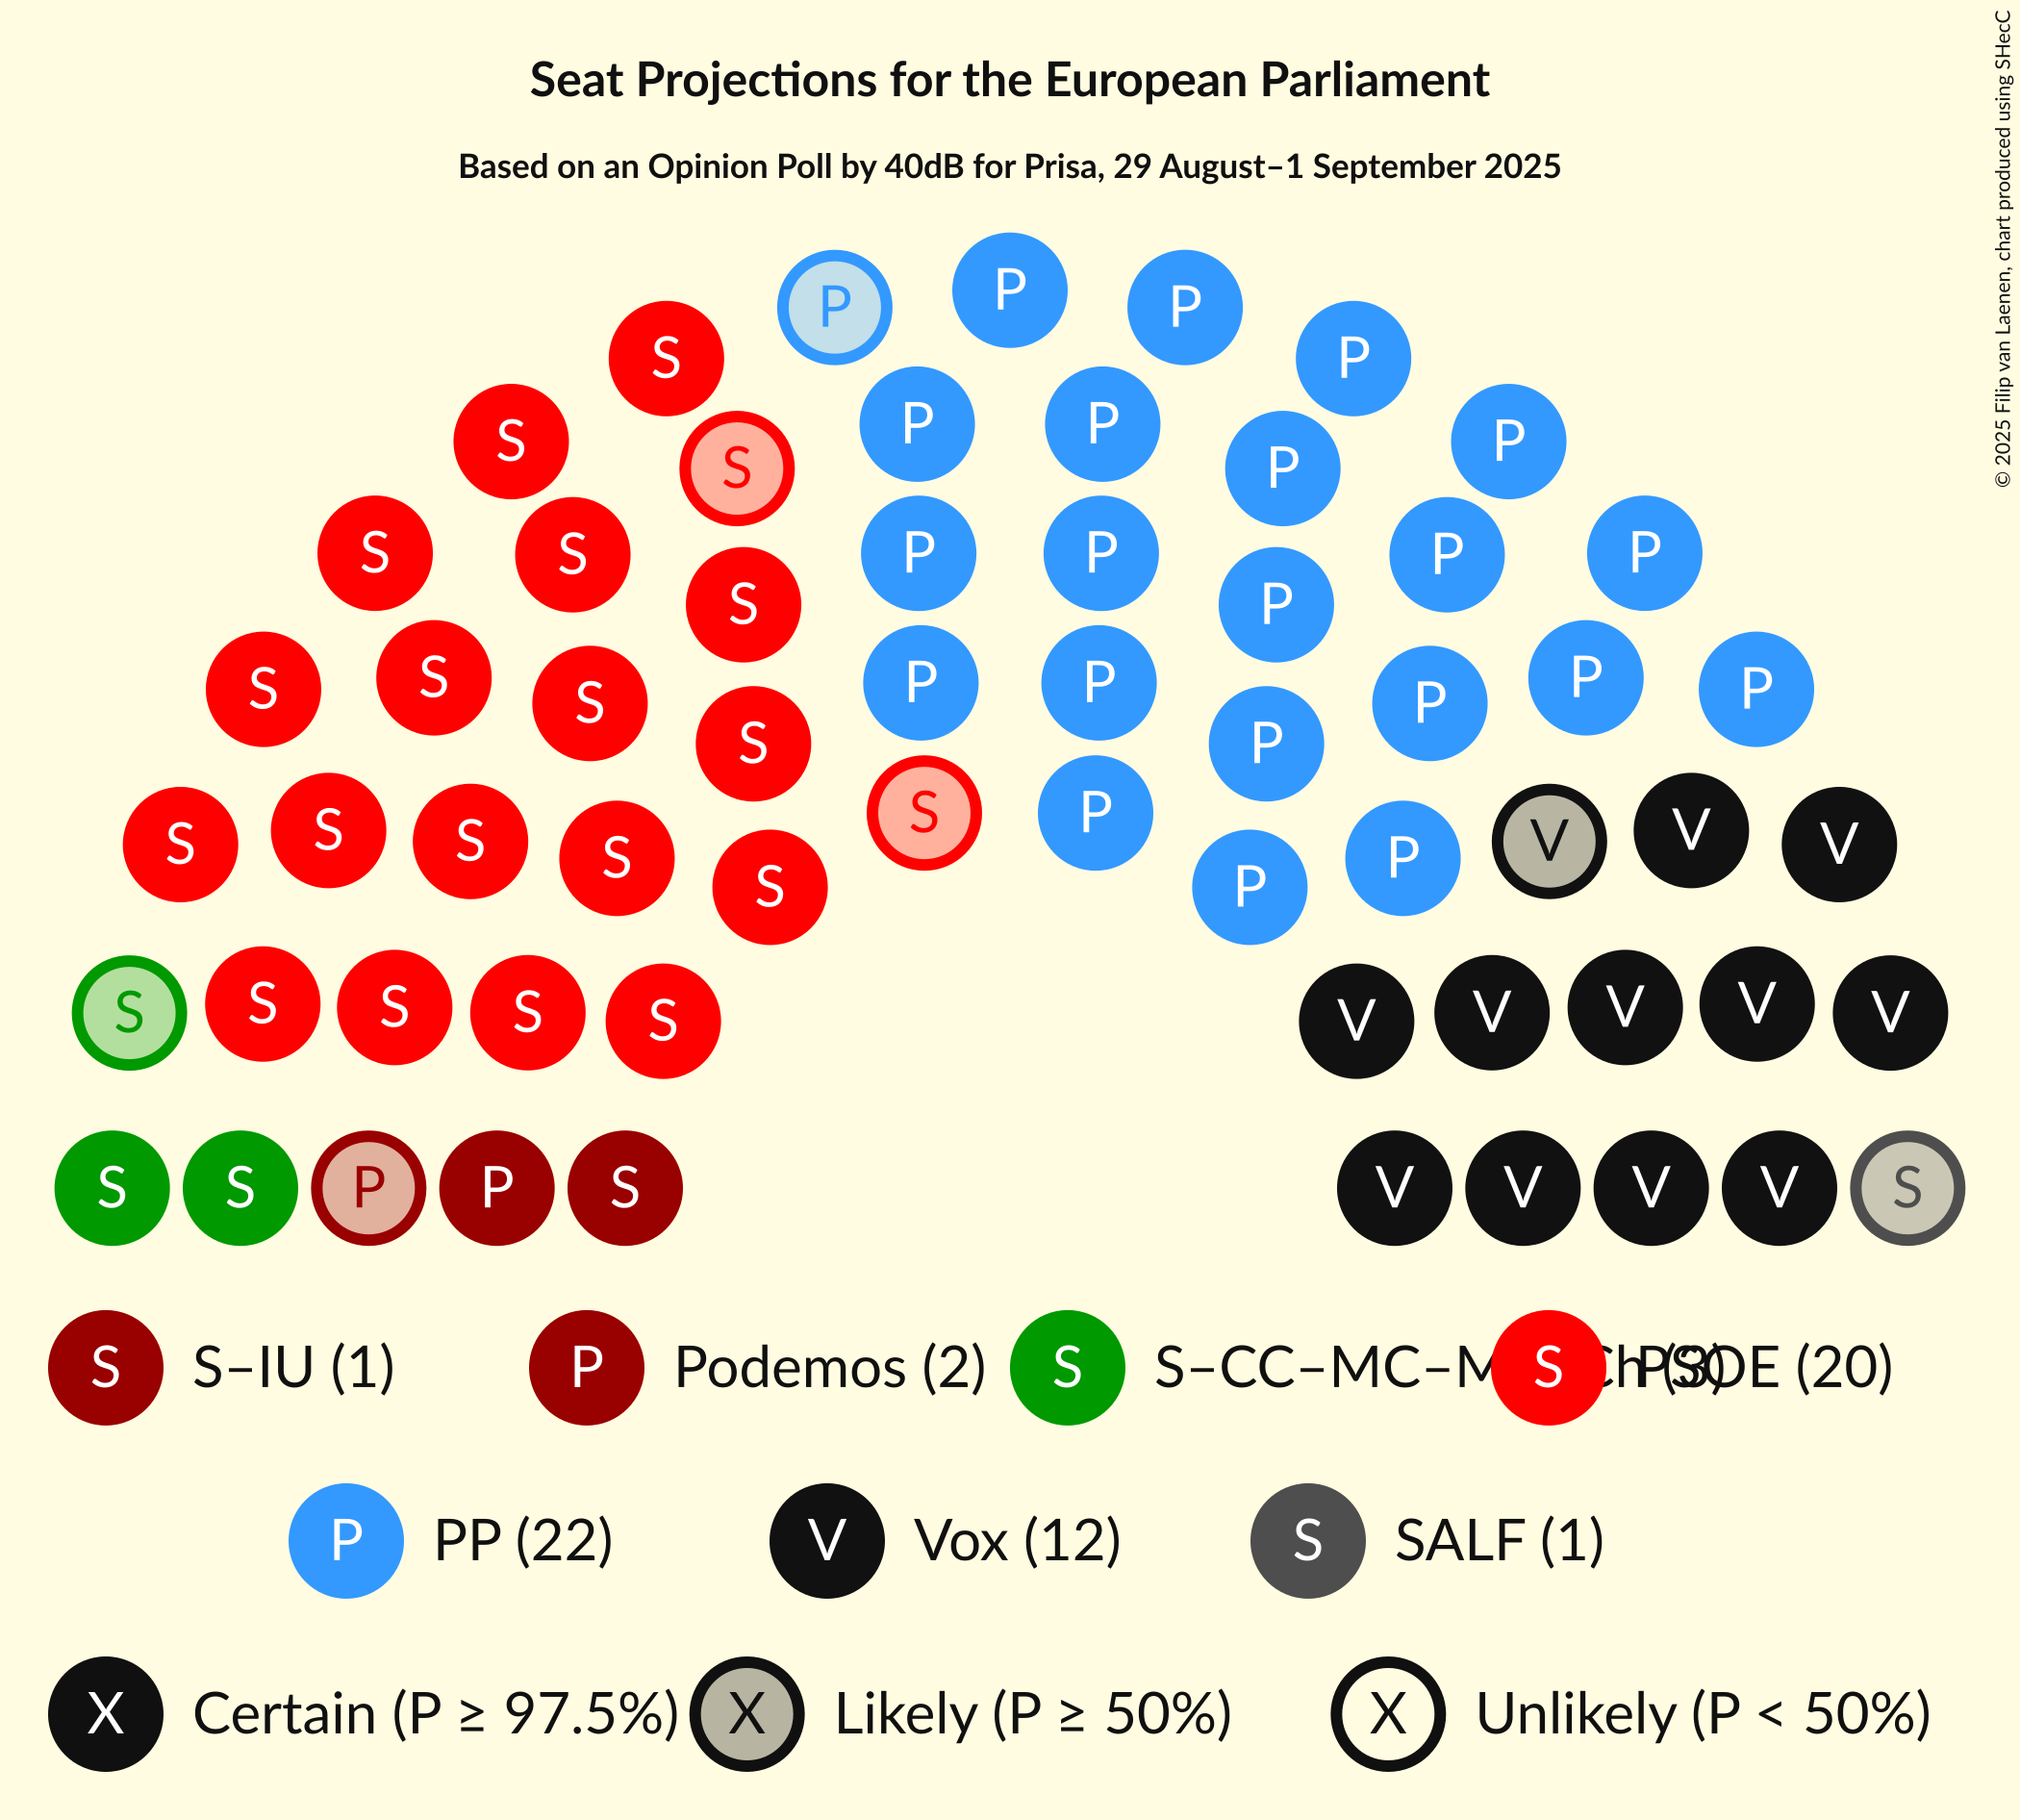 Seat Projections for the European Parliament
Based on an Opinion Poll by 40dB for Prisa, 29 August–1 September 2025
© 2025 Filip van Laenen, chart produced using SHecC
P
P P
S P
S P
S P P
S P
S S P P
S P P P
S P
S P P
S S P P
S P P
S P P
S S P P
S P
S V
S S V V
S S P P
S S V V
S S V V
S S V V
S S P P S V V V V S
S S–IU (1) P Podemos (2) S S–CC–MC–M S PSOE (20)
P PP (22) V Vox (12) S SALF (1)
X Certain (P ≥ 97.5%) X Likely (P ≥ 50%) X Unlikely (P < 50%)